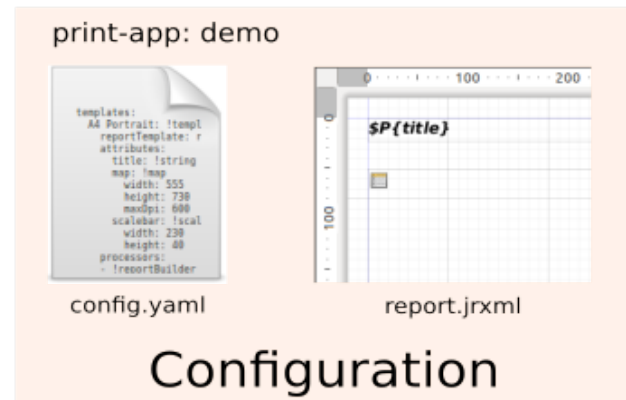 print-app: demo
templates:
A4 Portrait: !templ
reportTemplate: r
attributes:
title: !string
map: !map
width: 555
height: 730
maxDpi: 600
scalebar: !scal
width: 230
height: 40
processors:
- !reportBuilder
0 100 200
0
100
$P{title}
config.yaml
report.jrxml
Configuration